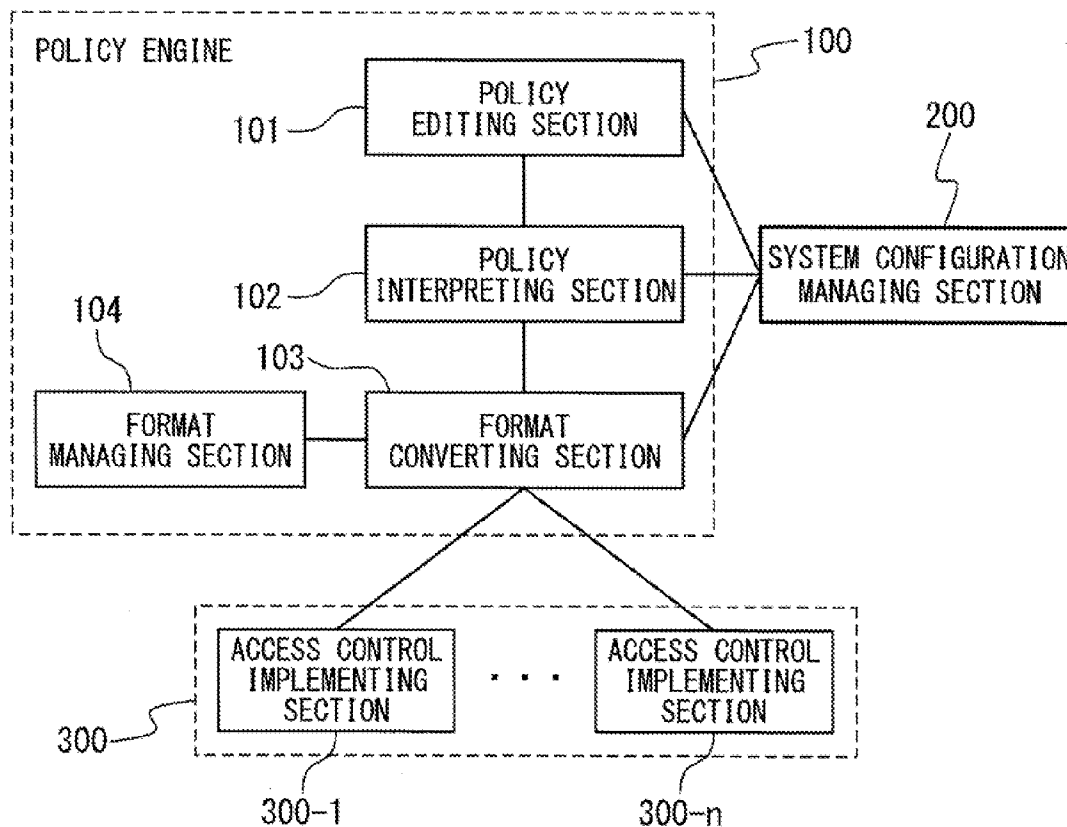 POLICY ENGINE
100
POLICY
EDITING SECTION
101
200
POLICY
INTERPRETING SECTION
102
SYSTEM CONFIGURATION
MANAGING SECTION
104
103
FORMAT
MANAGING SECTION
FORMAT
CONVERTING SECTION
ACCESS CONTROL
IMPLEMENTING
SECTION
. . .
ACCESS CONTROL
IMPLEMENTING
SECTION
300
300-1
300-n